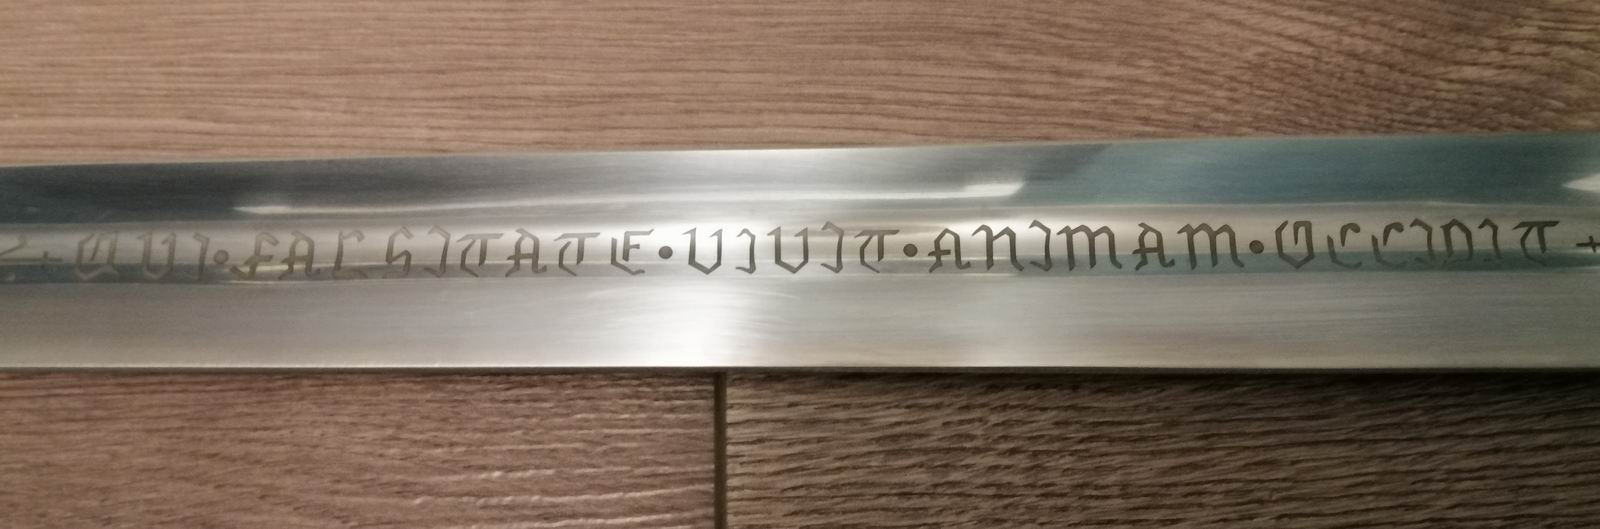 + QUI • FALSITATE • VIVIT • ANIMAM • OCCIDIT +